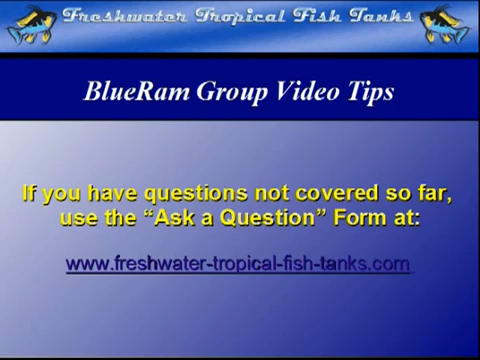 Freshwater Tropical Fish Tanks
BlueRam Group Video Tips
If you have questions not covered so far,
use the “Ask a Question” Form at:
www.freshwater-tropical-fish-tanks.com